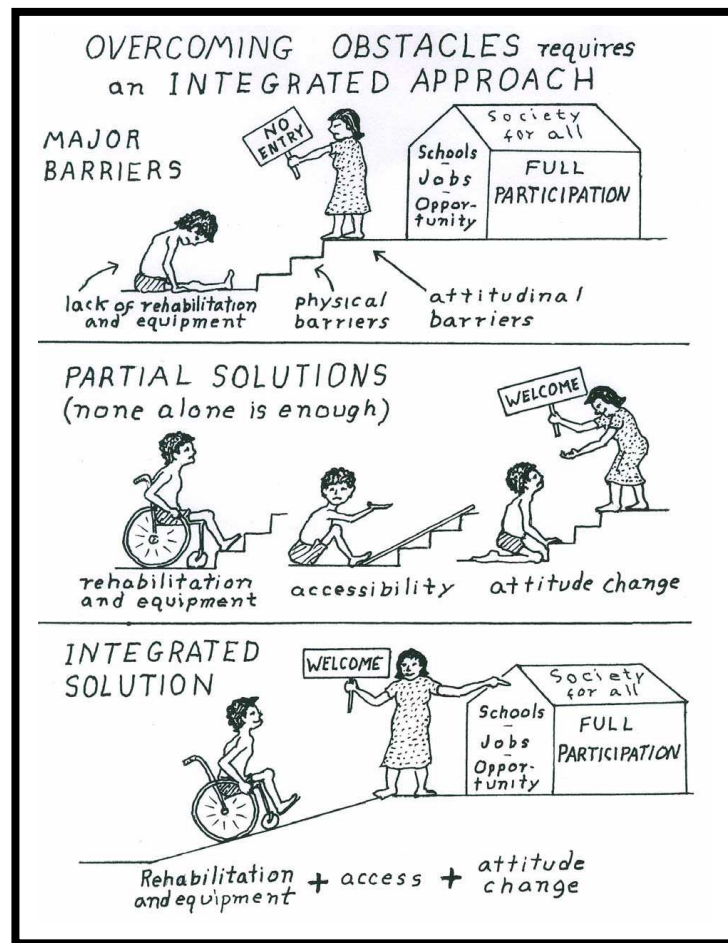 OVERCOMING OBSTACLES requires
an INTEGRATED APPROACH
MAJOR
BARRIERS
NO
ENTRY
Society
for all
Schools
-
Jobs
-
Oppor-
tunity
FULL
PARTICIPATION
lack of rehabilitation
and equipment
physical
barriers
attitudinal
barriers
PARTIAL SOLUTIONS
(none alone is enough)
WELCOME
rehabilitation
and equipment
accessibility
attitude change
INTEGRATED
SOLUTION
WELCOME
Society
for all
Schools
-
Jobs
-
Oppor-
tunity
FULL
PARTICIPATION
Rehabilitation
and equipment
+ access +
attitude
change